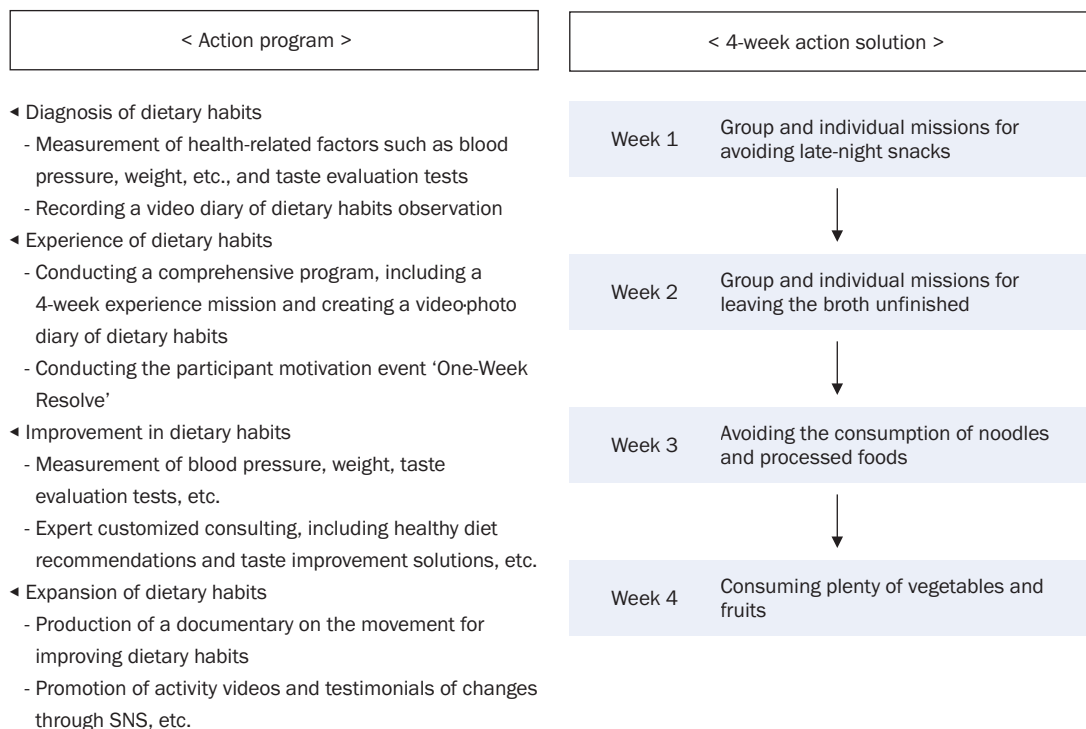 < Action program >
◂ Diagnosis of dietary habits
- Measurement of health-related factors such as blood
pressure, weight, etc., and taste evaluation tests
- Recording a video diary of dietary habits observation
◂ Experience of dietary habits
- Conducting a comprehensive program, including a
4-week experience mission and creating a video·photo
diary of dietary habits
- Conducting the participant motivation event ‘One-Week
Resolve’
◂ Improvement in dietary habits
- Measurement of blood pressure, weight, taste
evaluation tests, etc.
- Expert customized consulting, including healthy diet
recommendations and taste improvement solutions, etc.
◂ Expansion of dietary habits
- Production of a documentary on the movement for
improving dietary habits
- Promotion of activity videos and testimonials of changes
through SNS, etc.
< 4-week action solution >
Week 1
Group and individual missions for
avoiding late-night snacks
Week 2
Group and individual missions for
leaving the broth unfinished
Week 3
Avoiding the consumption of noodles
and processed foods
Week 4
Consuming plenty of vegetables and
fruits